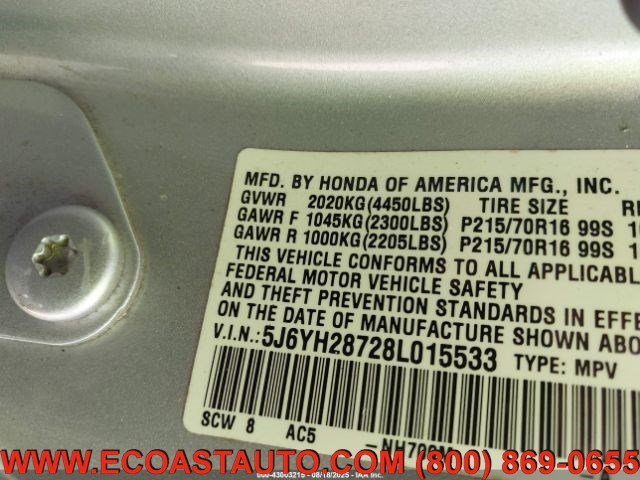 MFD. BY HONDA OF AMERICA MFG., INC.
GVWR 2020KG(4450LBS) TIRE SIZE
GAWR F 1045KG(2300LBS) P215/70R16 99S
GAWR R 1000KG(2205LBS) P215/70R16 99S
THIS VEHICLE CONFORMS TO ALL APPLICABLE
FEDERAL MOTOR VEHICLE SAFETY
AND THEFT PREVENTION STANDARDS IN EFFE
ON THE DATE OF MANUFACTURE SHOWN ABO
V.I.N.: 5J6YH28728L015533 TYPE: MPV
SCW 8 AC5
WWW.ECOASTAUTO.COM (800) 869-0655